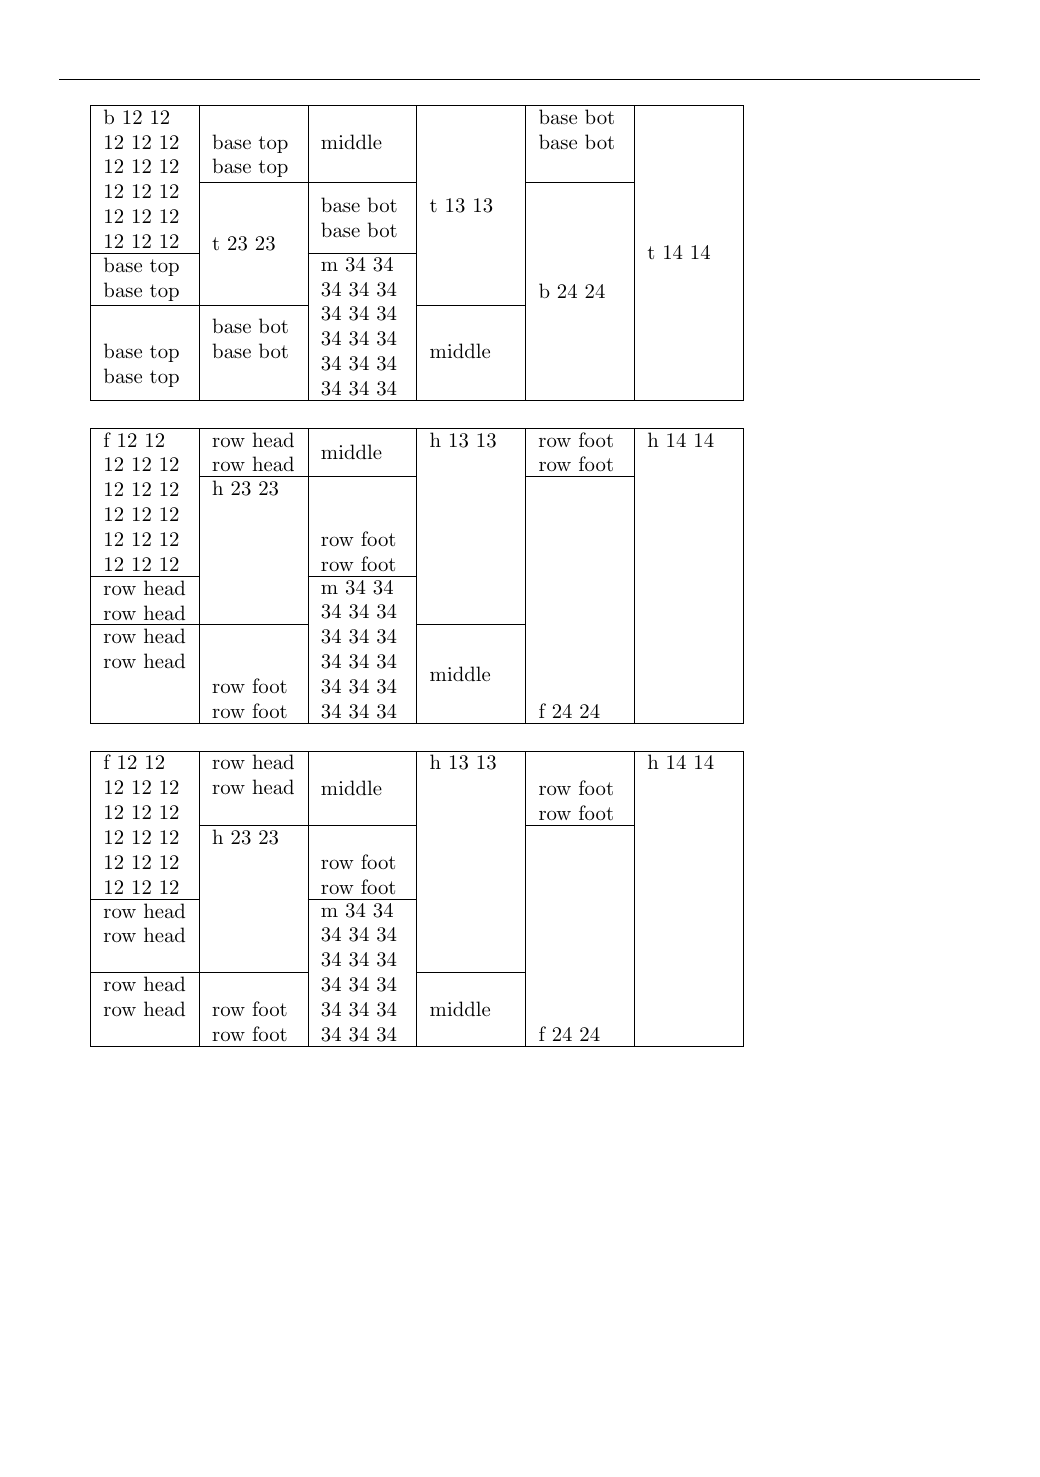 b 12 12
12 12 12
12 12 12
12 12 12
12 12 12
12 12 12
base top
base top
base top
base top
base top
base top
t 23 23
base bot
base bot
middle
base bot
base bot
m 34 34
34 34 34
34 34 34
34 34 34
34 34 34
34 34 34
t 13 13
middle
base bot
base bot
b 24 24
t 14 14
f 12 12
12 12 12
12 12 12
12 12 12
12 12 12
12 12 12
row head
row head
row head
row head
row head
row head
h 23 23
row foot
row foot
middle
row foot
row foot
m 34 34
34 34 34
34 34 34
34 34 34
34 34 34
34 34 34
h 13 13
middle
row foot
row foot
f 24 24
h 14 14
f 12 12
12 12 12
12 12 12
12 12 12
12 12 12
12 12 12
row head
row head
row head
row head
row head
row head
h 23 23
row foot
row foot
middle
row foot
row foot
m 34 34
34 34 34
34 34 34
34 34 34
34 34 34
34 34 34
h 13 13
middle
row foot
row foot
f 24 24
h 14 14